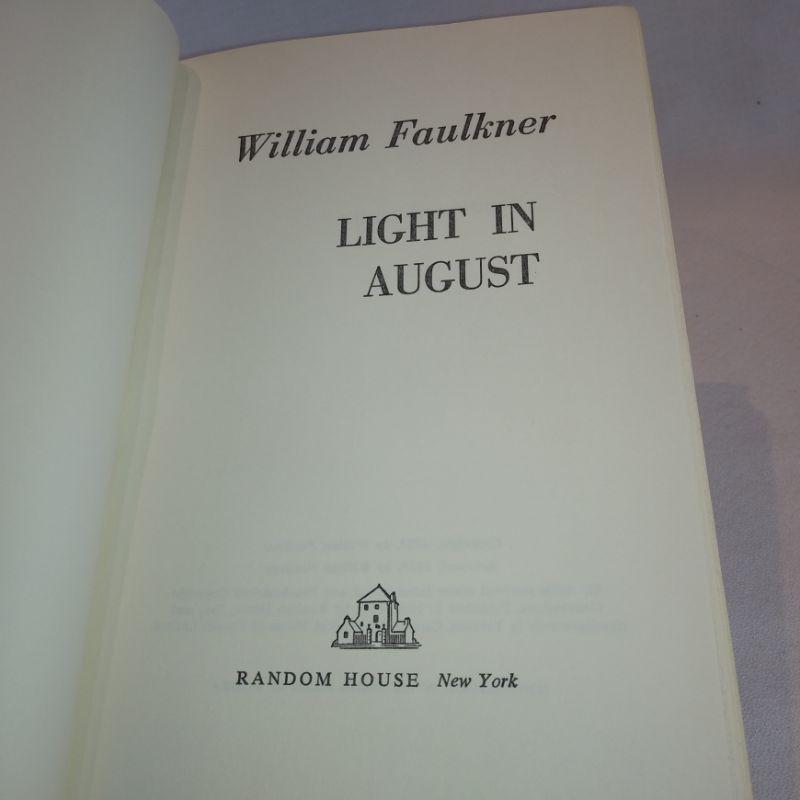 William Faulkner
LIGHT IN
AUGUST
RANDOM HOUSE New York